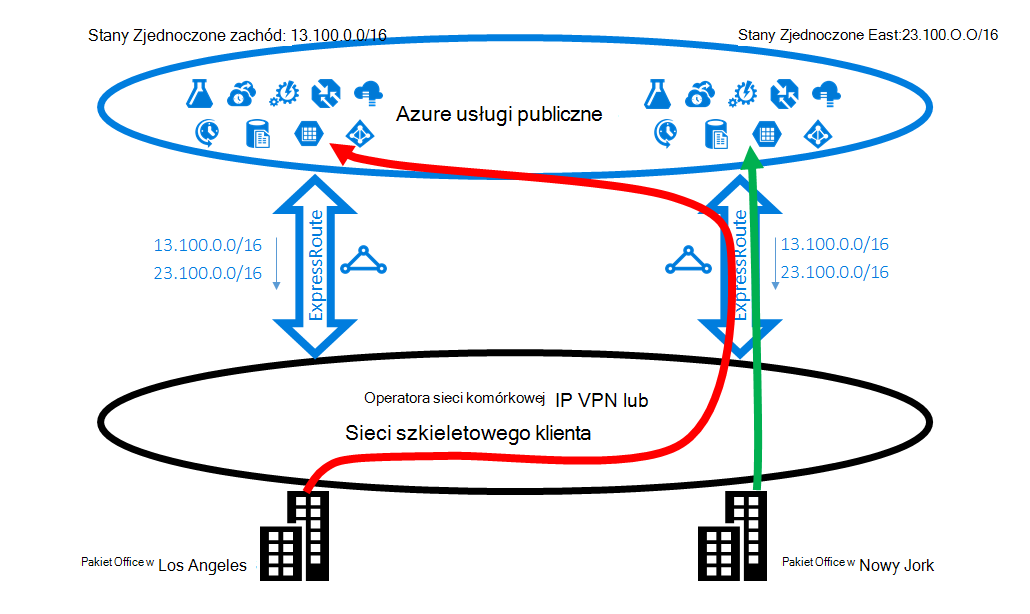 Stany Zjednoczone zachód: 13.100.0.0/16
Stany Zjednoczone East:23.100.O.O/16
Azure usługi publiczne
ExpressRoute
13.100.0.0/16
23.100.0.0/16
ExpressRoute
13.100.0.0/16
23.100.0.0/16
Operatora sieci komórkowej IP VPN lub
Sieci szkieletowego klienta
Pakiet Office w Los Angeles
Pakiet Office w Nowy Jork